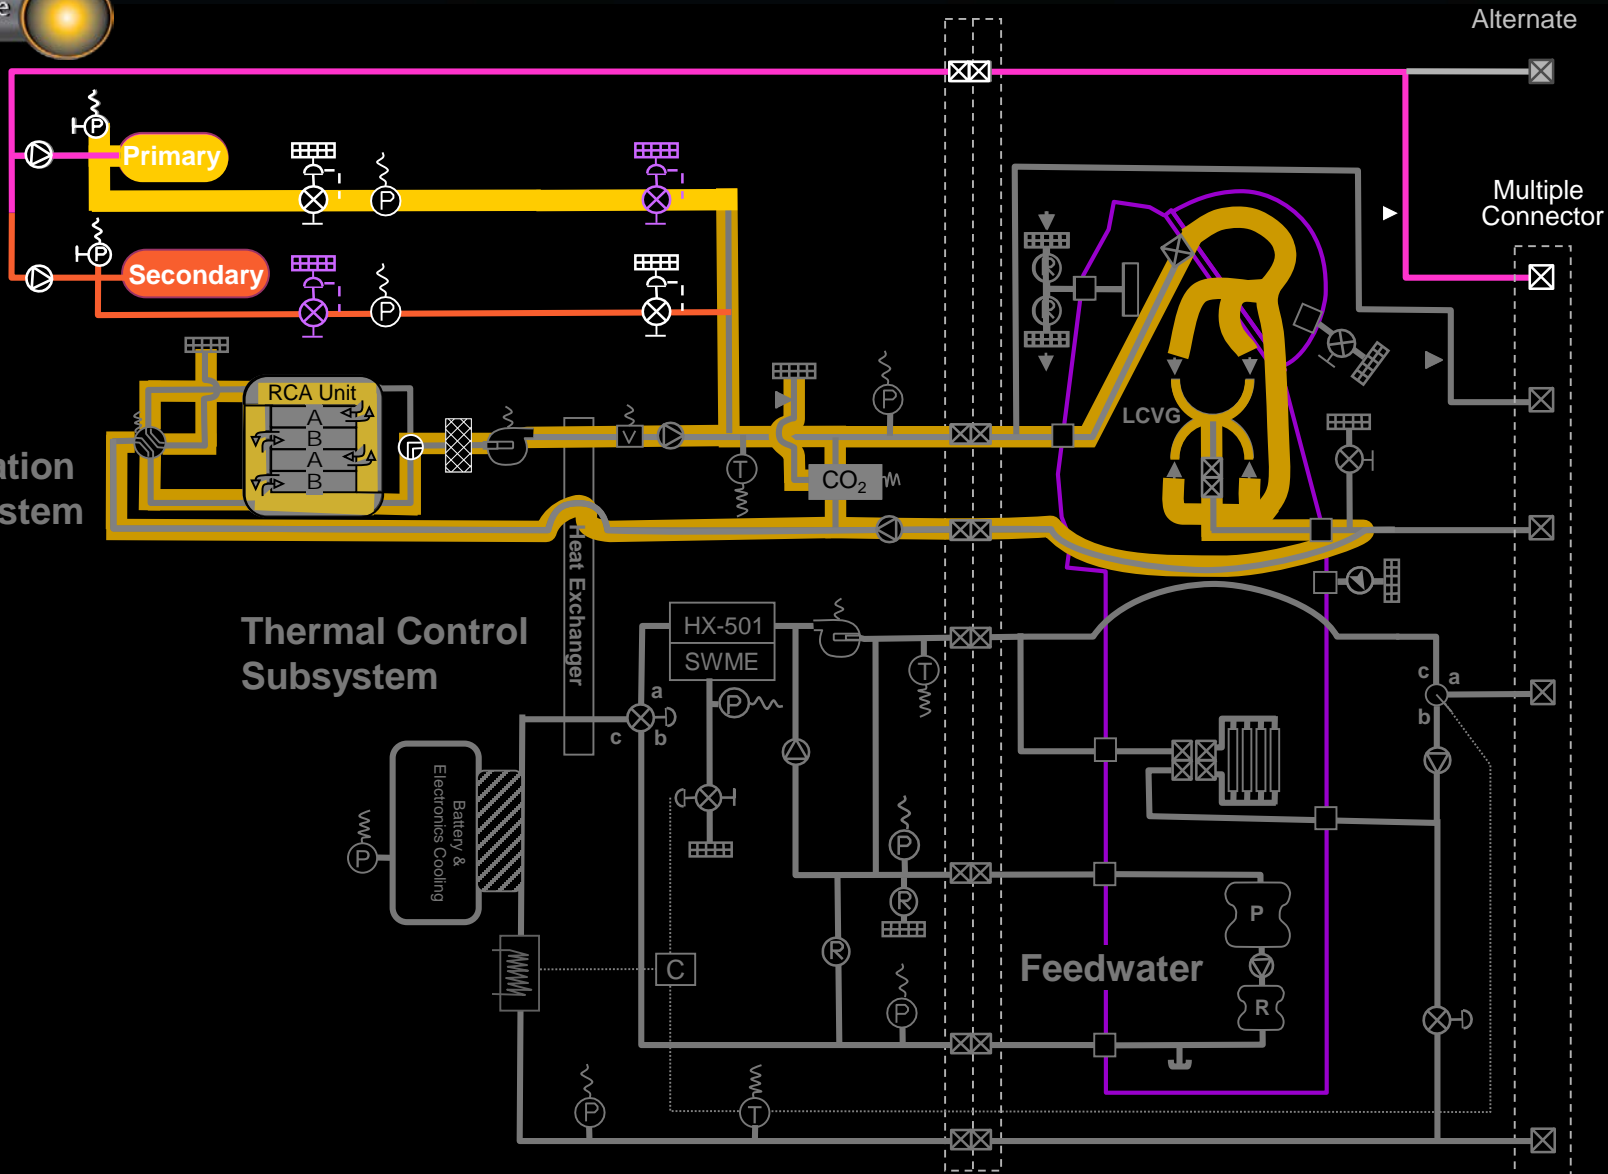 e
Alternate
P
Primary
P
Multiple
Connector
P
Secondary
P
P
R
R
RCA Unit
A
B
A
B
LCVG
P
V
T
CO2
ation
stem
Heat Exchanger
Thermal Control
Subsystem
HX-501
SWME
T
P
a
b
c
c
a
b
Battery &
Electronics Cooling
P
P
R
R
P
R
C
P
Feedwater
P
T